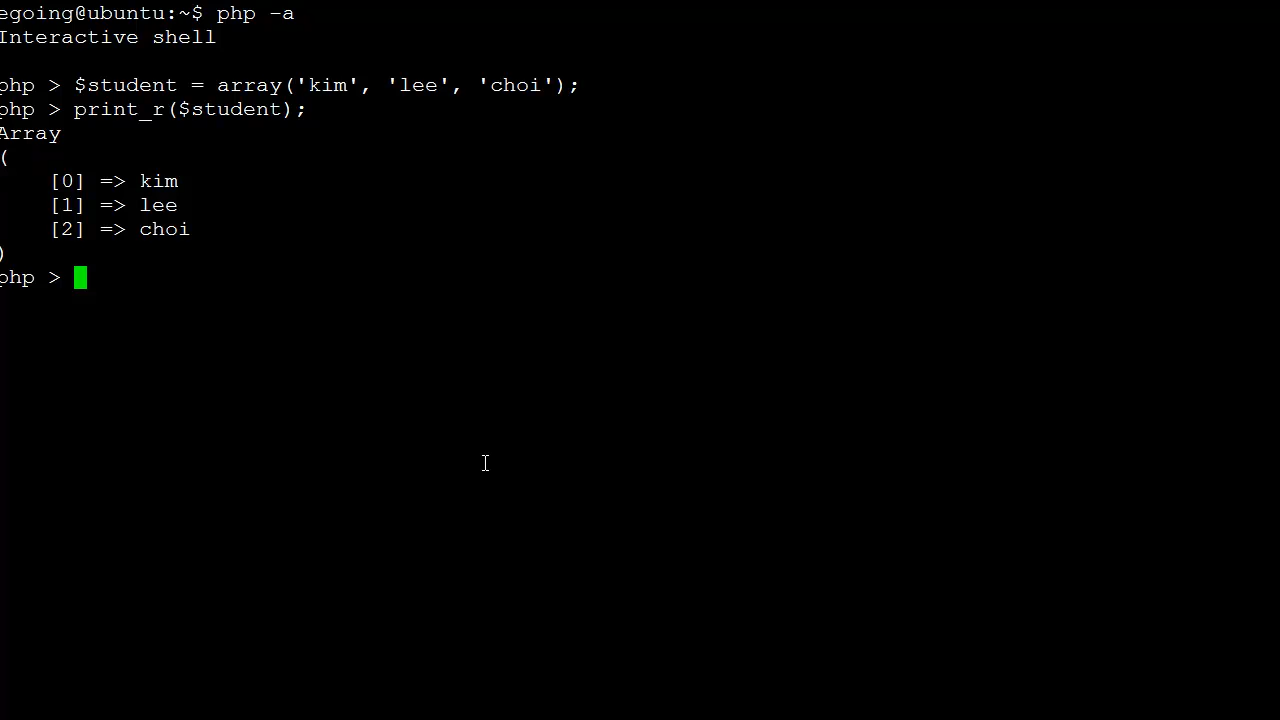 egoing@ubuntu:~$ php -a
Interactive shell
php > $student = array('kim', 'lee', 'choi');
php > print_r($student);
Array
(
    [0] => kim
    [1] => lee
    [2] => choi
)
php >